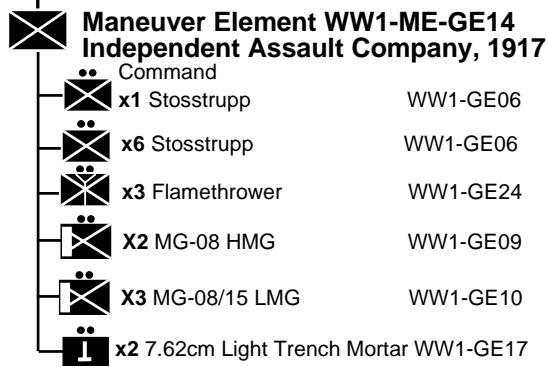 Maneuver Element WW1-ME-GE14
Independent Assault Company, 1917
Command
x1 Stosstrupp WW1-GE06
x6 Stosstrupp WW1-GE06
x3 Flamethrower WW1-GE24
X2 MG-08 HMG WW1-GE09
X3 MG-08/15 LMG WW1-GE10
x2 7.62cm Light Trench Mortar WW1-GE17